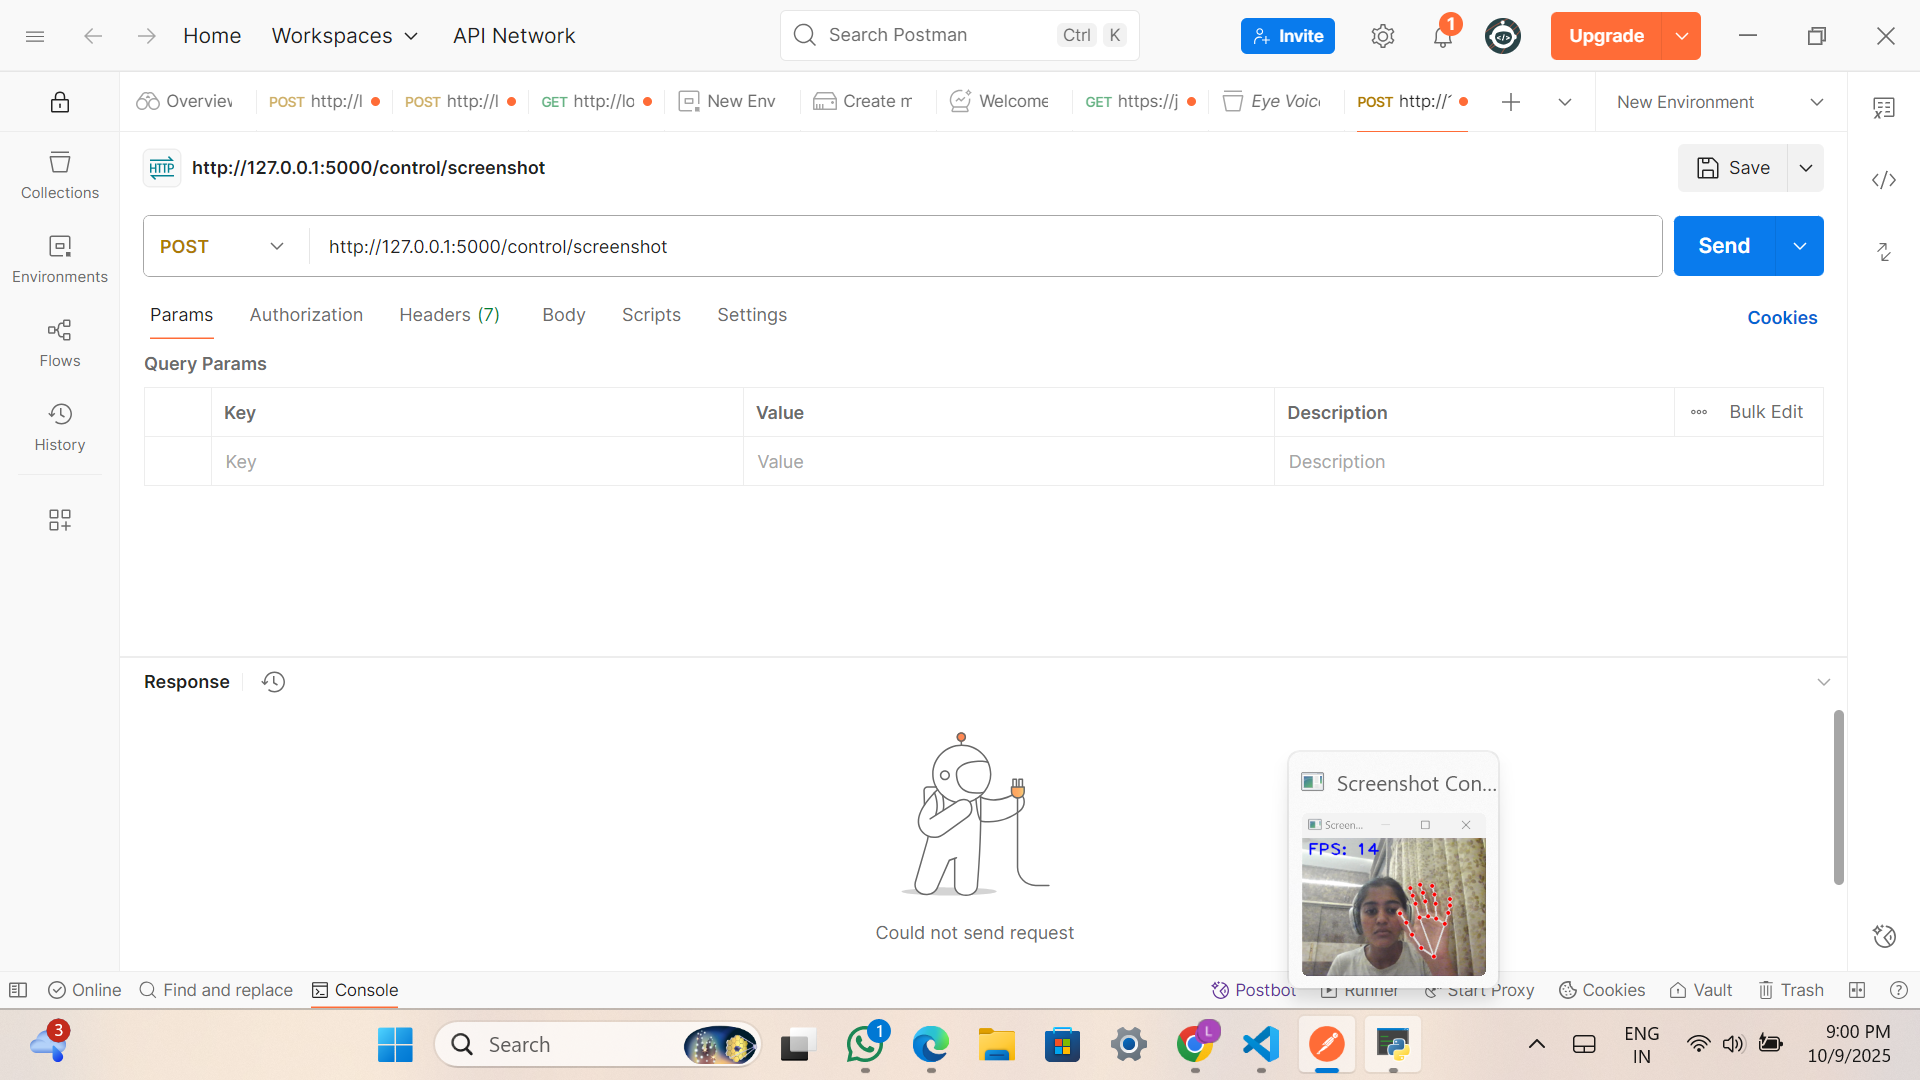 Home Workspaces API Network Search Postman Ctrl K Invite 1 Upgrade
Overview POST http://l POST http://l GET http://lo New Env Create m Welcome GET https://j Eye Voic POST http:// New Environment
HTTP http://127.0.0.1:5000/control/screenshot Save
POST http://127.0.0.1:5000/control/screenshot Send
Params Authorization Headers (7) Body Scripts Settings Cookies
Query Params
Key Value Description Bulk Edit
Key Value Description
Collections
Environments
Flows
History
Response
Could not send request
Screenshot Con...
Screen...
FPS: 14
Online Find and replace Console Postbot Runner Start Proxy Cookies Vault Trash
3 Search 1 L ENG 9:00 PM
IN 10/9/2025